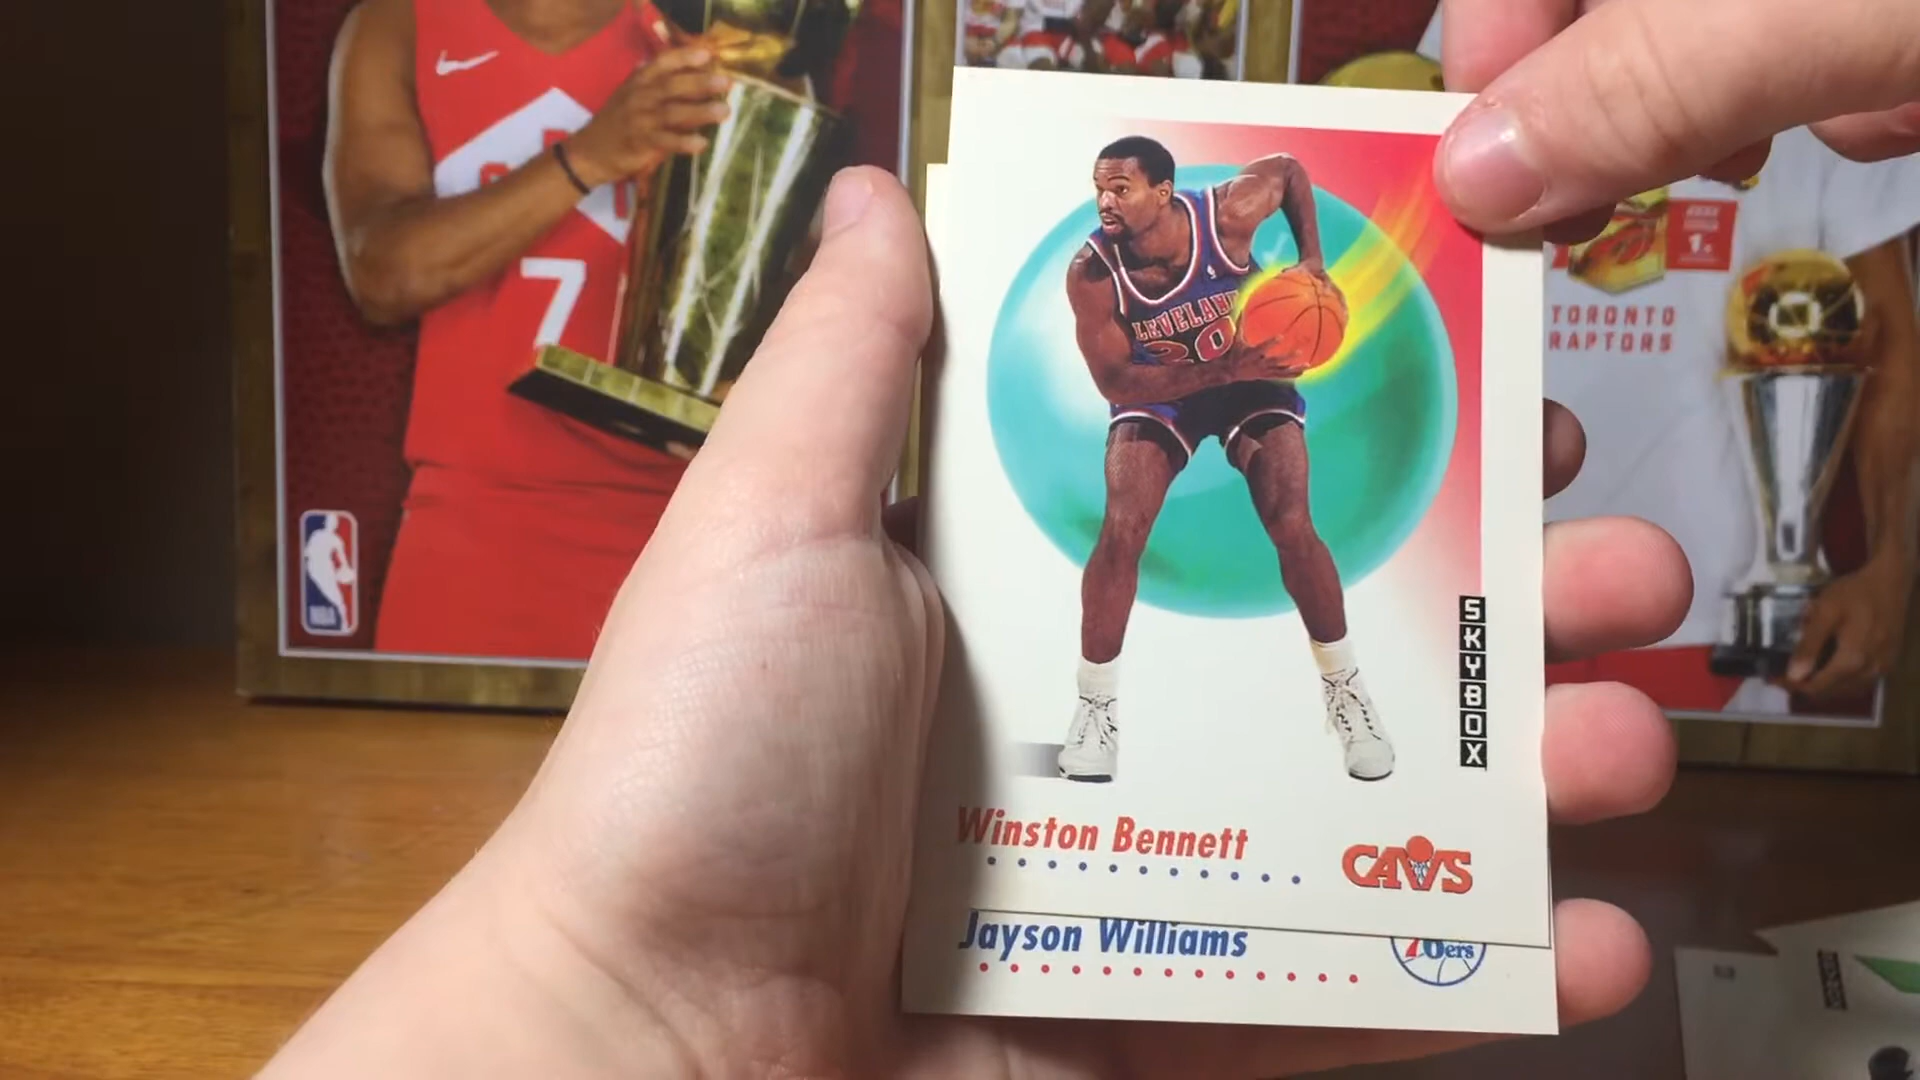 7
NBA
TORONTO
RAPTORS
CLEVELAND
20
SKYBOX
Winston Bennett
CAVS
Jayson Williams
76ers